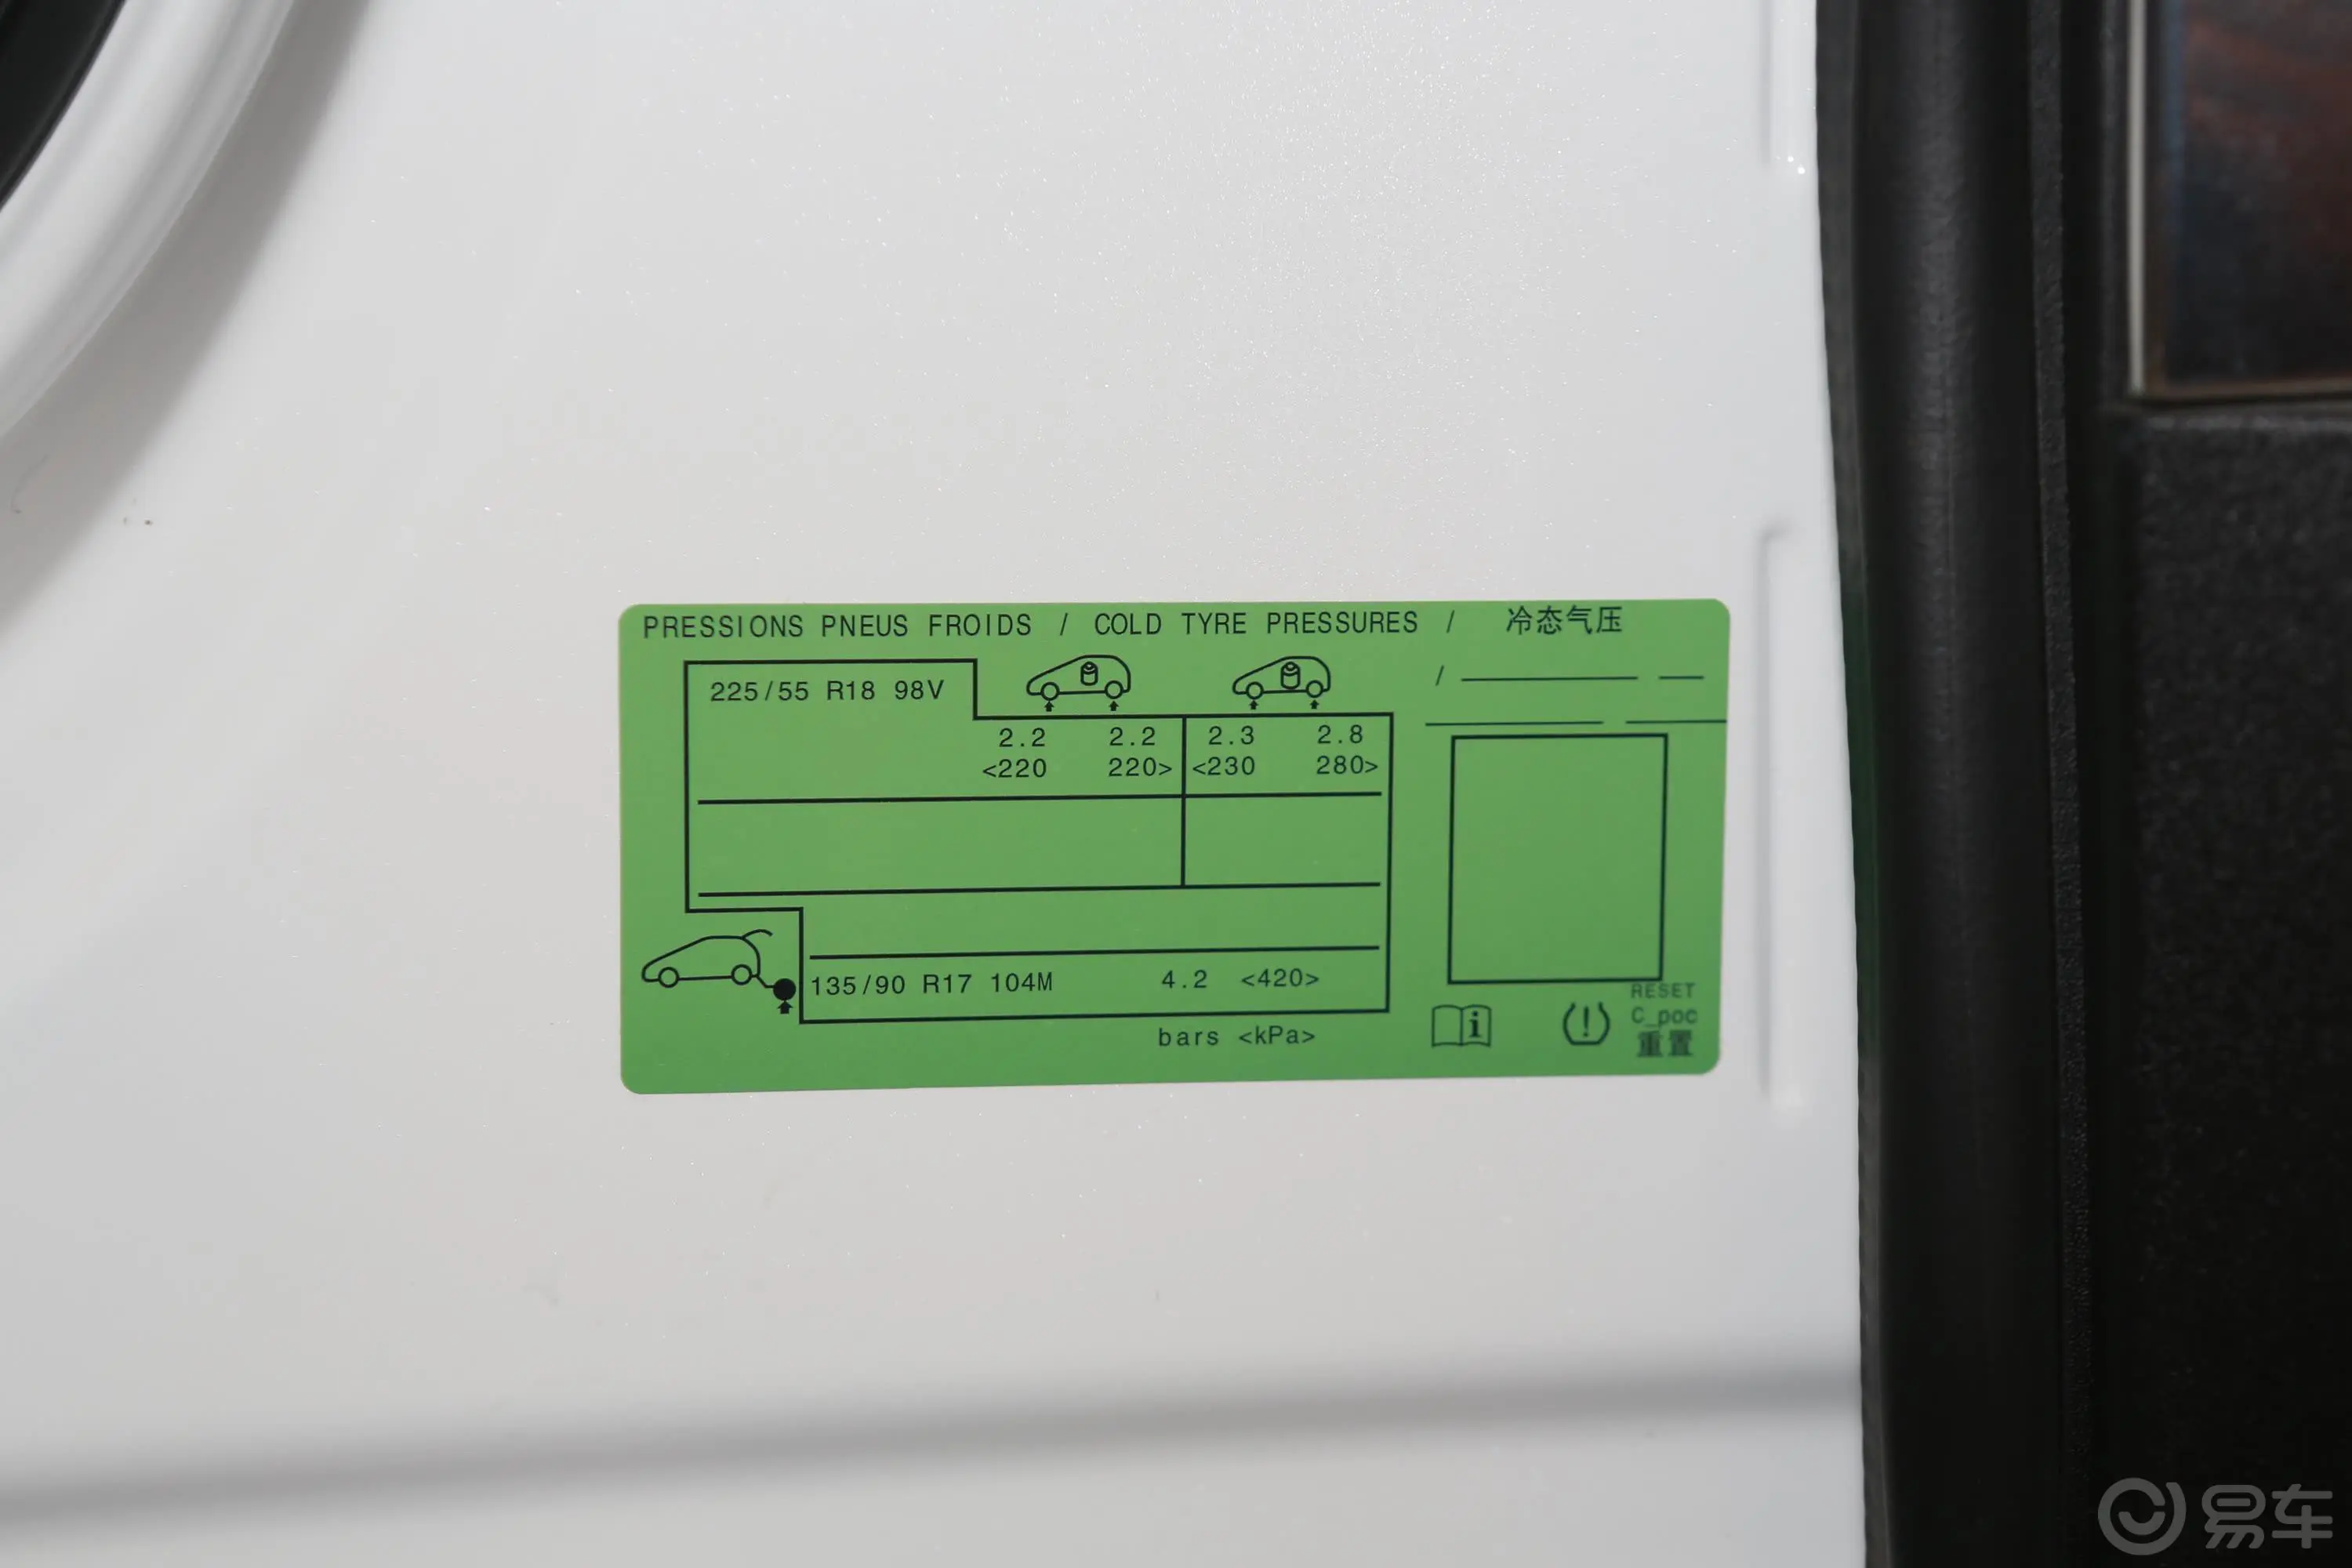 PRESSIONS PNEUS FROIDS / COLD TYRE PRESSURES / 冷态气压
225/55 R18 98V
/
2.2 2.2 2.3 2.8
<220 220> <230 280>
135/90 R17 104M 4.2 <420>
bars <kPa>
i
!
RESET
C_poc
重置
易车